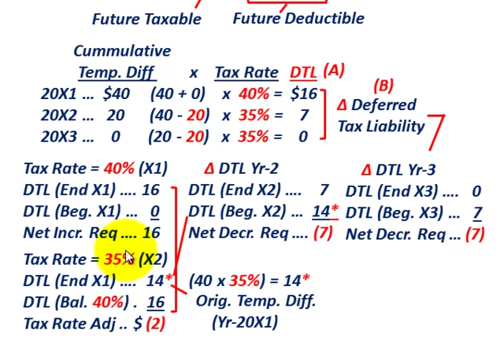 Future Taxable Future Deductible
Cummulative
Temp. Diff x Tax Rate DTL (A)
20X1 ... $40 (40 + 0) x 40% = $16
20X2 ... 20 (40 - 20) x 35% = 7
20X3 ... 0 (20 - 20) x 35% = 0
(B)
Δ Deferred
Tax Liability
Tax Rate = 40% (X1)
DTL (End X1) .... 16
DTL (Beg. X1) ... 0
Net Incr. Req .... 16
Tax Rate = 35% (X2)
DTL (End X1) .... 14*
DTL (Bal. 40%) . 16
Tax Rate Adj .. $ (2)
Δ DTL Yr-2
DTL (End X2) .... 7
DTL (Beg. X2) ... 14*
Net Decr. Req .... (7)
(40 x 35%) = 14*
Orig. Temp. Diff.
(Yr-20X1)
Δ DTL Yr-3
DTL (End X3) .... 0
DTL (Beg. X3) ... 7
Net Decr. Req ... (7)